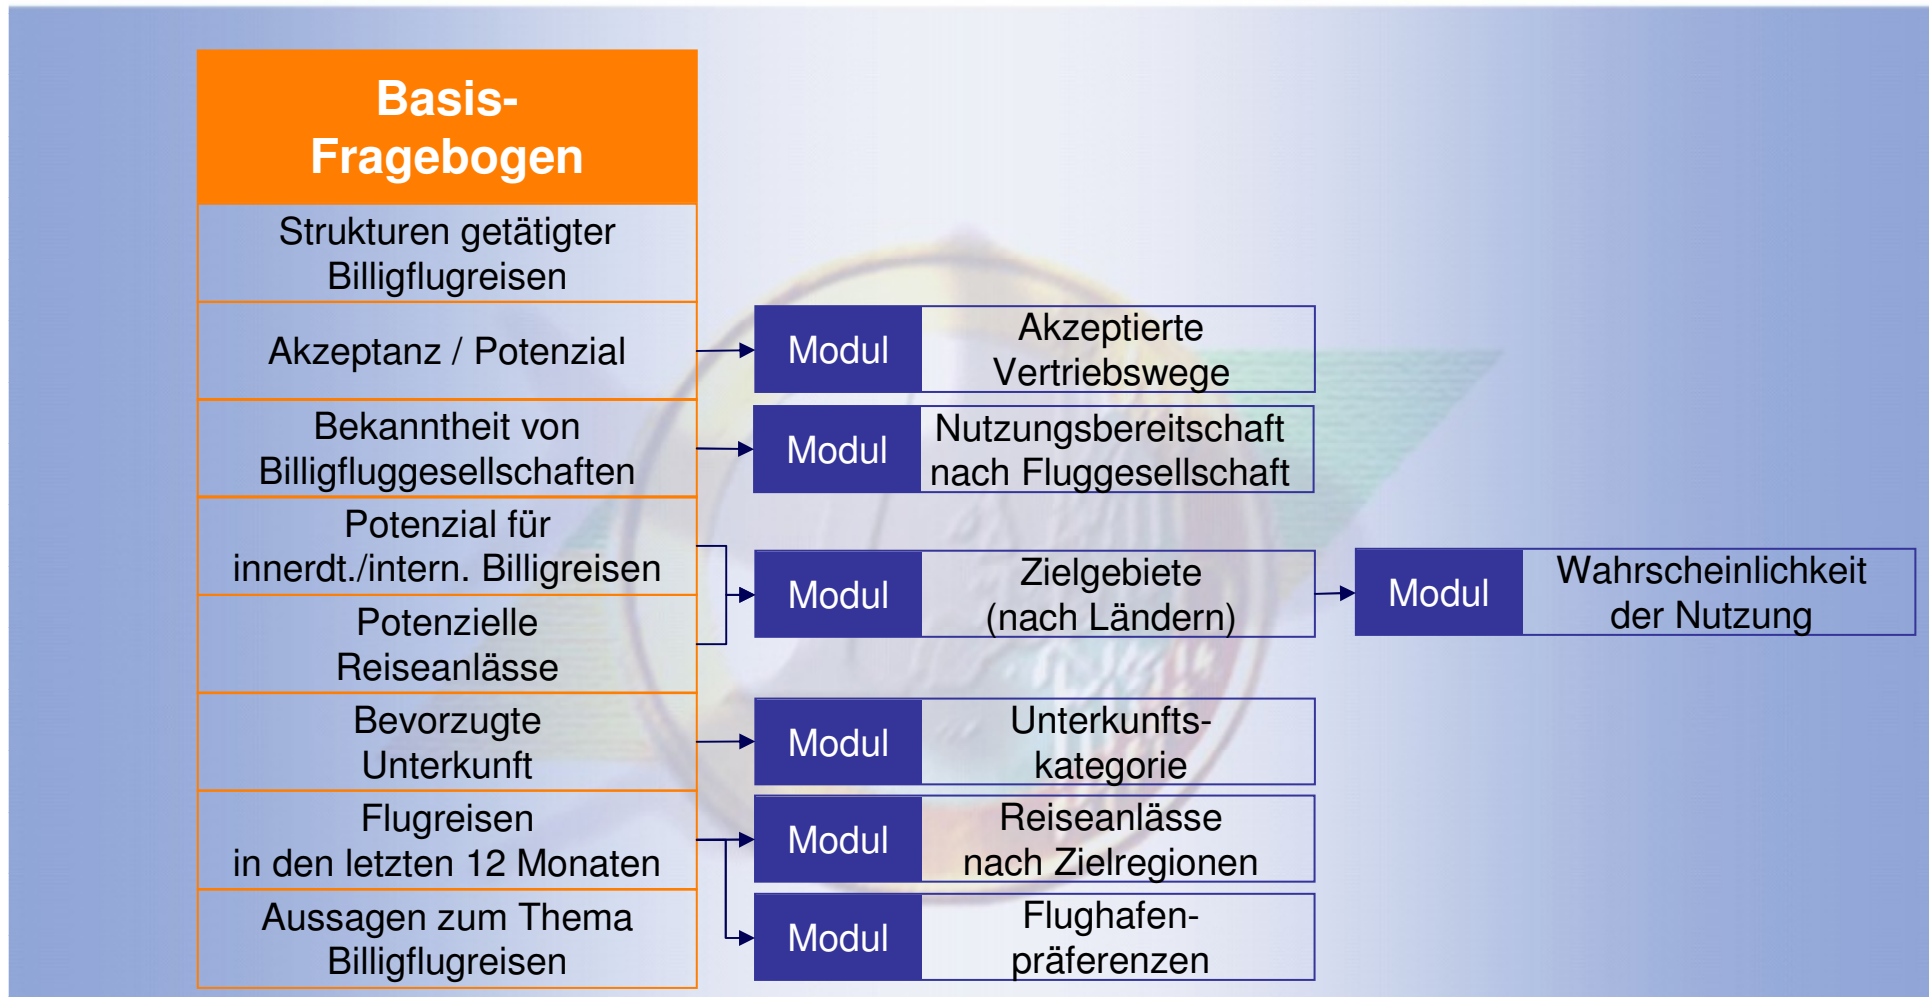 Basis-
Fragebogen
Strukturen getätigter
Billigflugreisen
Akzeptanz / Potenzial
Modul
Akzeptierte
Vertriebswege
Bekanntheit von
Billigfluggesellschaften
Modul
Nutzungsbereitschaft
nach Fluggesellschaft
Potenzial für
innerdt./intern. Billigreisen
Potenzielle
Reiseanlässe
Modul
Zielgebiete
(nach Ländern)
Modul
Wahrscheinlichkeit
der Nutzung
Bevorzugte
Unterkunft
Modul
Unterkunfts-
kategorie
Flugreisen
in den letzten 12 Monaten
Modul
Reiseanlässe
nach Zielregionen
Aussagen zum Thema
Billigflugreisen
Modul
Flughafen-
präferenzen